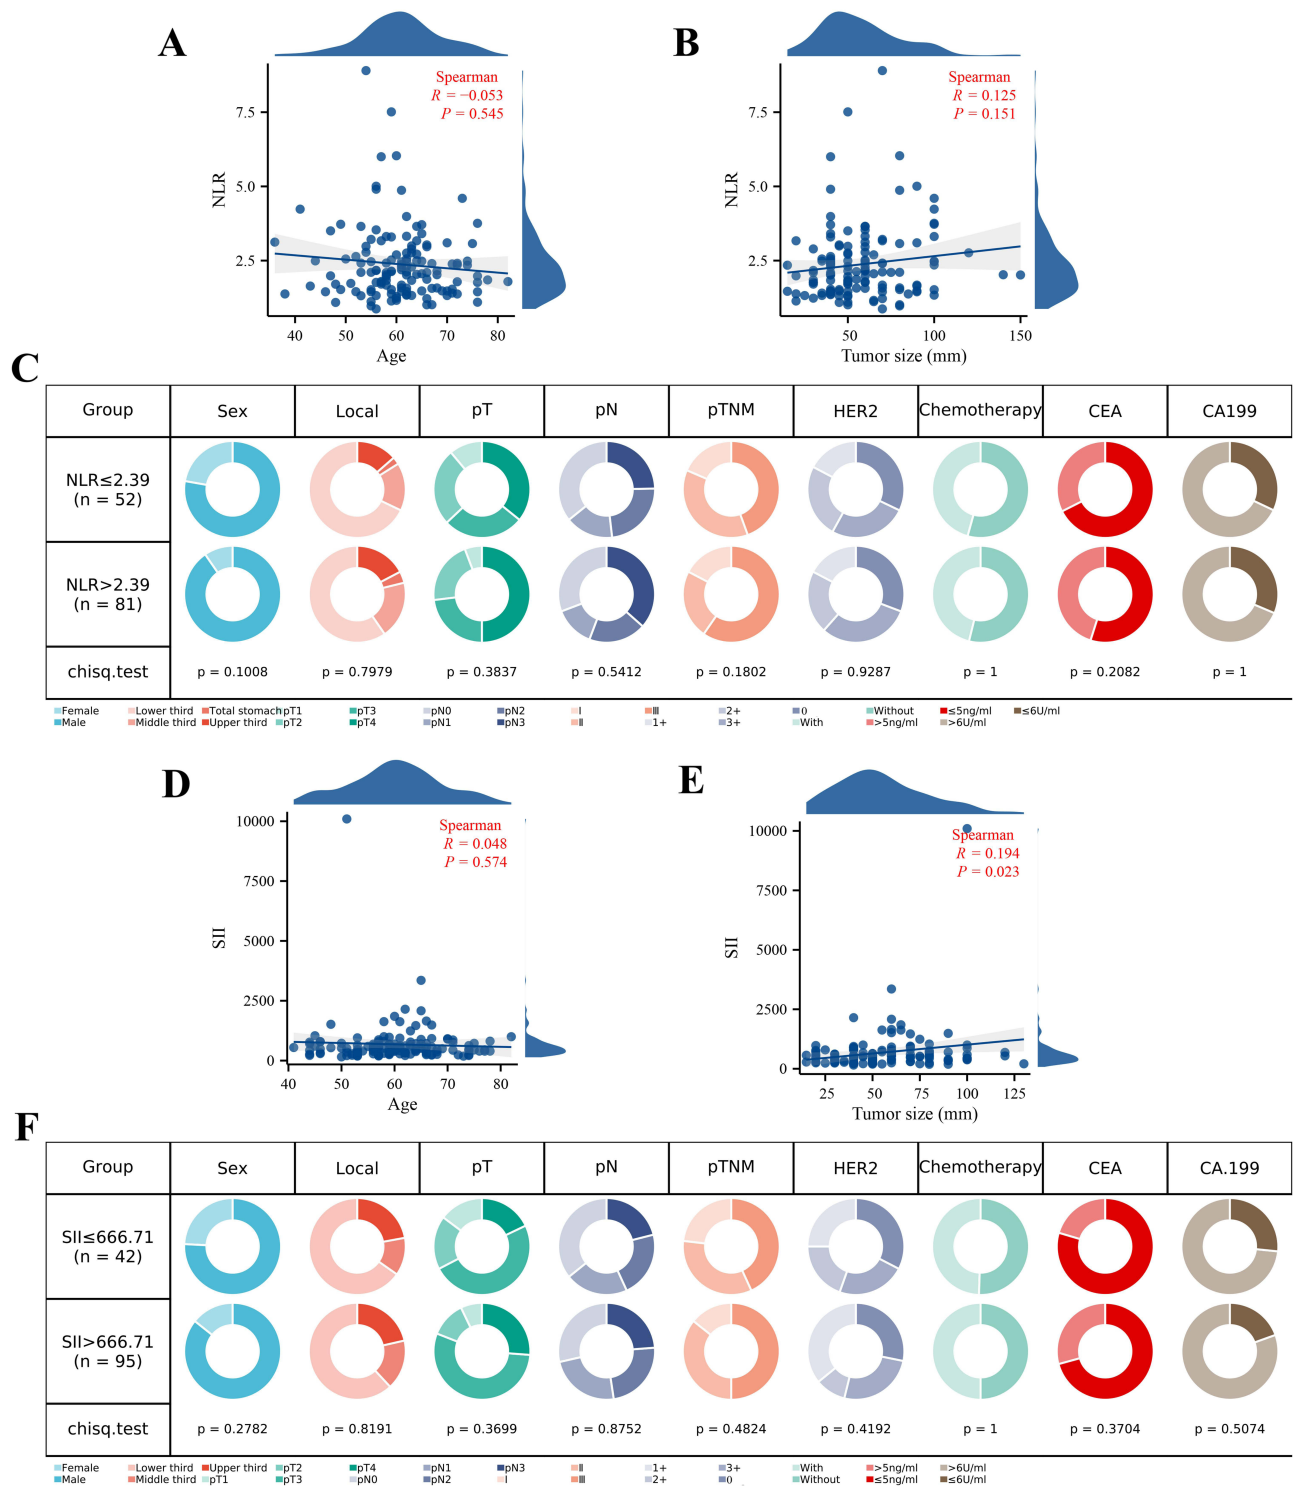 A
Spearman
R = −0.053
P = 0.545
7.5
5.0
2.5
NLR
40
50
60
70
80
Age
B
Spearman
R = 0.125
P = 0.151
7.5
5.0
2.5
NLR
50
100
150
Tumor size (mm)
C
Group Sex Local pT pN pTNM HER2 Chemotherapy CEA CA199
NLR≤2.39
(n = 52)
NLR>2.39
(n = 81)
chisq.test p = 0.1008 p = 0.7979 p = 0.3837 p = 0.5412 p = 0.1802 p = 0.9287 p = 1 p = 0.2082 p = 1
Female Lower third Total stomach pT1 pT3 pN0 pN2 I III 2+ 0 Without ≤5ng/ml ≤6U/ml
Male Middle third Upper third pT2 pT4 pN1 pN3 II 1+ 3+ With >5ng/ml >6U/ml
D
Spearman
R = 0.048
P = 0.574
10000
7500
5000
2500
0
SII
40
50
60
70
80
Age
E
Spearman
R = 0.194
P = 0.023
10000
7500
5000
2500
0
SII
25
50
75
100
125
Tumor size (mm)
F
Group Sex Local pT pN pTNM HER2 Chemotherapy CEA CA.199
SII≤666.71
(n = 42)
SII>666.71
(n = 95)
chisq.test p = 0.2782 p = 0.8191 p = 0.3699 p = 0.8752 p = 0.4824 p = 0.4192 p = 1 p = 0.3704 p = 0.5074
Female Lower third Upper third pT2 pT4 pN1 pN3 II 1+ 3+ With >5ng/ml >6U/ml
Male Middle third pT1 pT3 pN0 pN2 I III 2+ 0 Without ≤5ng/ml ≤6U/ml